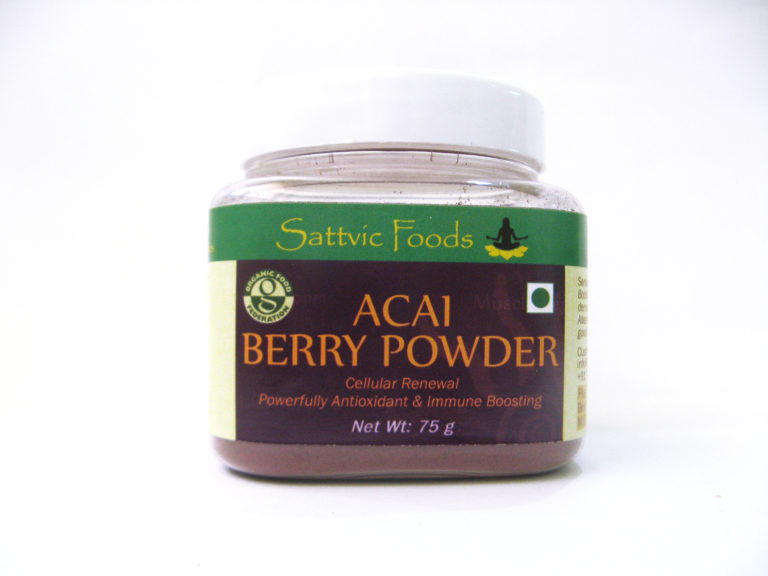 Sattvic Foods
ORGANIC FOOD
FEDERATION
ACAI
BERRY POWDER
Cellular Renewal
Powerfully Antioxidant & Immune Boosting
Net Wt: 75 g